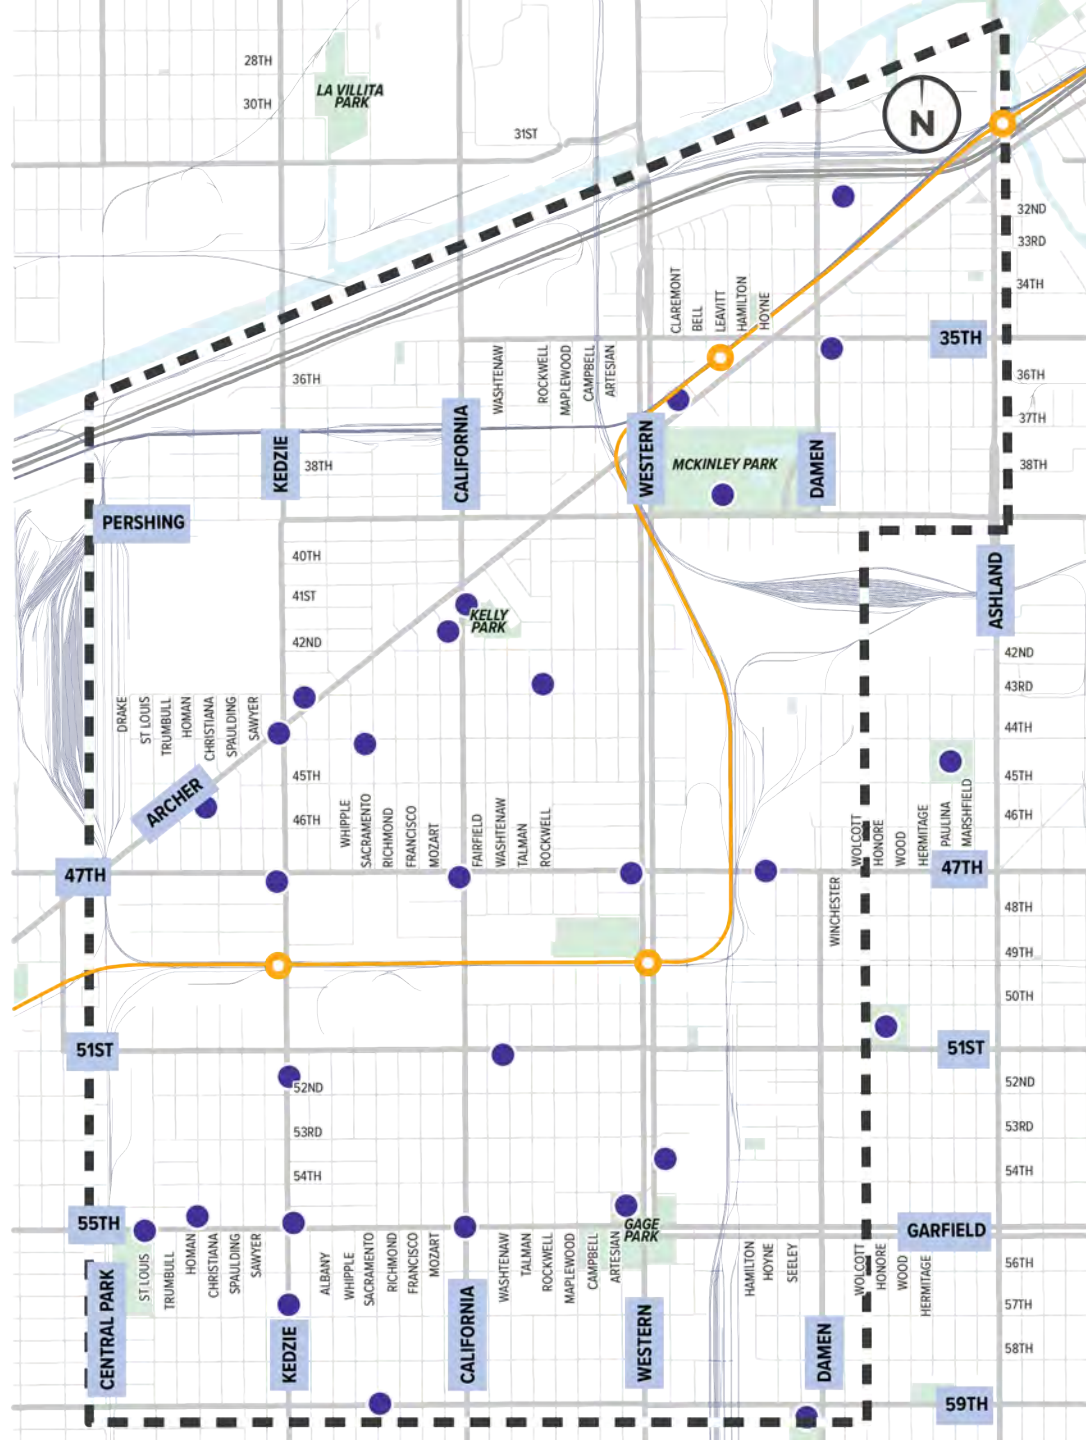 28TH
LA VILLITA
PARK
30TH
31ST
N
32ND
33RD
34TH
CLAREMONT
BELL
LEAVITT
HAMILTON
HOYNE
35TH
WASHTENAW
ROCKWELL
MAPLEWOOD
CAMPBELL
ARTESIAN
36TH
36TH
37TH
KEDZIE
CALIFORNIA
WESTERN
DAMEN
38TH
MCKINLEY PARK
38TH
PERSHING
40TH
ASHLAND
41ST
KELLY
PARK
42ND
42ND
43RD
DRAKE
ST LOUIS
TRUMBULL
HOMAN
CHRISTIANA
SPAULDING
SAWYER
44TH
45TH
45TH
ARCHER
46TH
46TH
WHIPPLE
SACRAMENTO
RICHMOND
FRANCISCO
MOZART
FAIRFIELD
WASHTENAW
TALMAN
ROCKWELL
WOLCOTT
HONORE
WOOD
HERMITAGE
PAULINA
MARSHFIELD
47TH
47TH
WINCHESTER
48TH
49TH
50TH
51ST
51ST
52ND
52ND
53RD
53RD
54TH
54TH
55TH
GAGE
PARK
GARFIELD
ST LOUIS
TRUMBULL
HOMAN
CHRISTIANA
SPAULDING
SAWYER
ALBANY
WHIPPLE
SACRAMENTO
RICHMOND
FRANCISCO
MOZART
WASHTENAW
TALMAN
ROCKWELL
MAPLEWOOD
CAMPBELL
ARTESIAN
HAMILTON
HOYNE
SEELEY
WOLCOTT
HONORE
WOOD
HERMITAGE
56TH
57TH
CENTRAL PARK
KEDZIE
CALIFORNIA
WESTERN
DAMEN
58TH
59TH